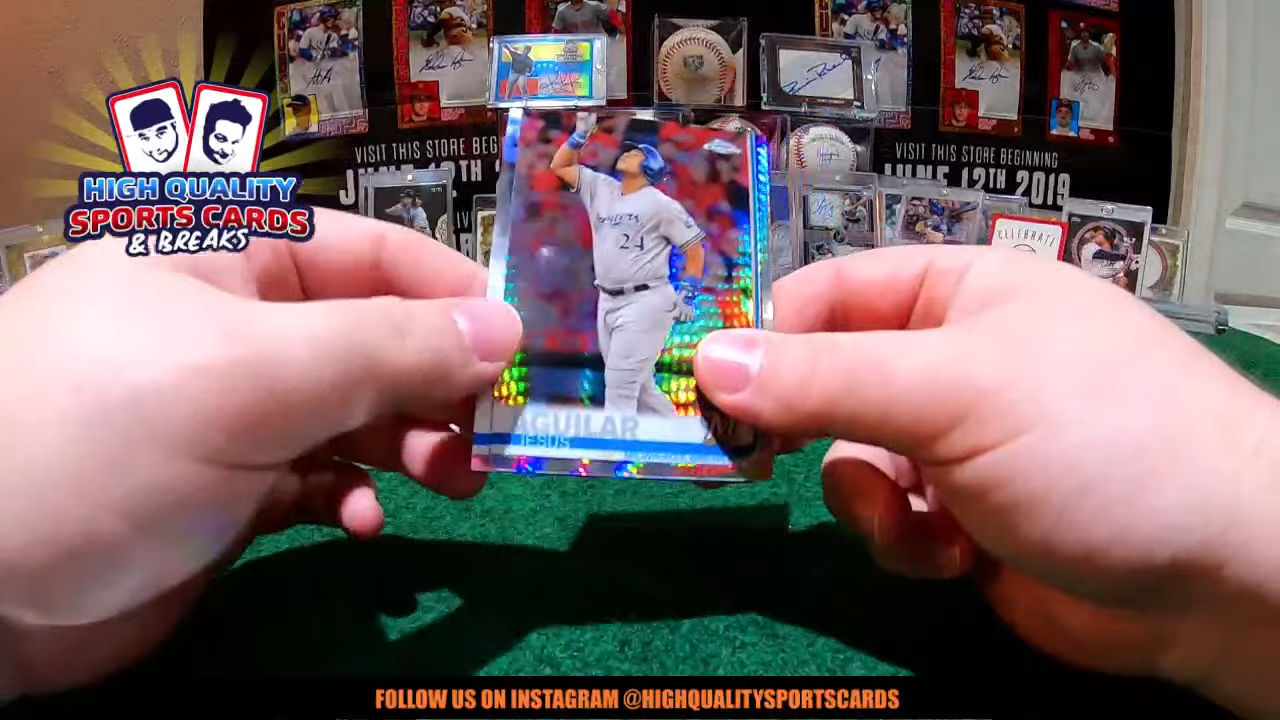 HIGH QUALITY
SPORTS CARDS
& BREAKS
VISIT THIS STORE BEGINNING
VISIT THIS STORE BEGINNING
JUNE 12TH 2019
CELEBRATE
24
AGUILAR
JESUS
FOLLOW US ON INSTAGRAM @HIGHQUALITYSPORTSCARDS